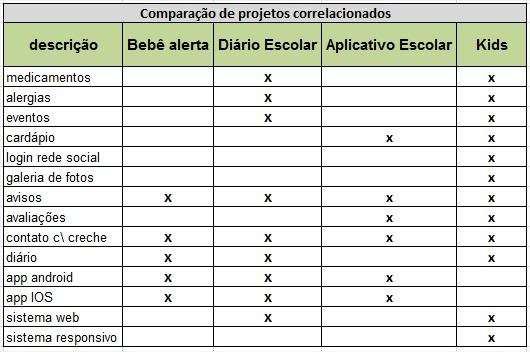 Comparação de projetos correlacionados
descrição Bebê alerta Diário Escolar Aplicativo Escolar Kids
medicamentos x x
alergias x x
eventos x x
cardápio x x
login rede social x
galeria de fotos x
avisos x x x x
avaliações x x
contato c\ creche x x x x
diário x x x
app android x x x
app IOS x x x
sistema web x x
sistema responsivo x